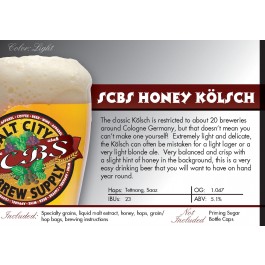 Color: Light
SCBS HONEY KÖLSCH
The classic Kölsch is restricted to about 20 breweries
around Cologne Germany, but that doesn't mean you
can't make one yourself! Extremely light and delicate,
the Kölsch can often be mistaken for a light lager or a
very light blonde ale. Very balanced and crisp with
a slight hint of honey in the background, this is a very
easy drinking beer that you will want to have on hand
year round.
ALT CITY
CBS
BREW SUPPLY
Hops: Tettnang, Saaz
OG: 1.047
IBUs: 23
ABV: 5.1%
Included:
Specialty grains, liquid malt extract, honey, hops, grain/
hop bags, brewing instructions
Not Included
Priming Sugar
Bottle Caps